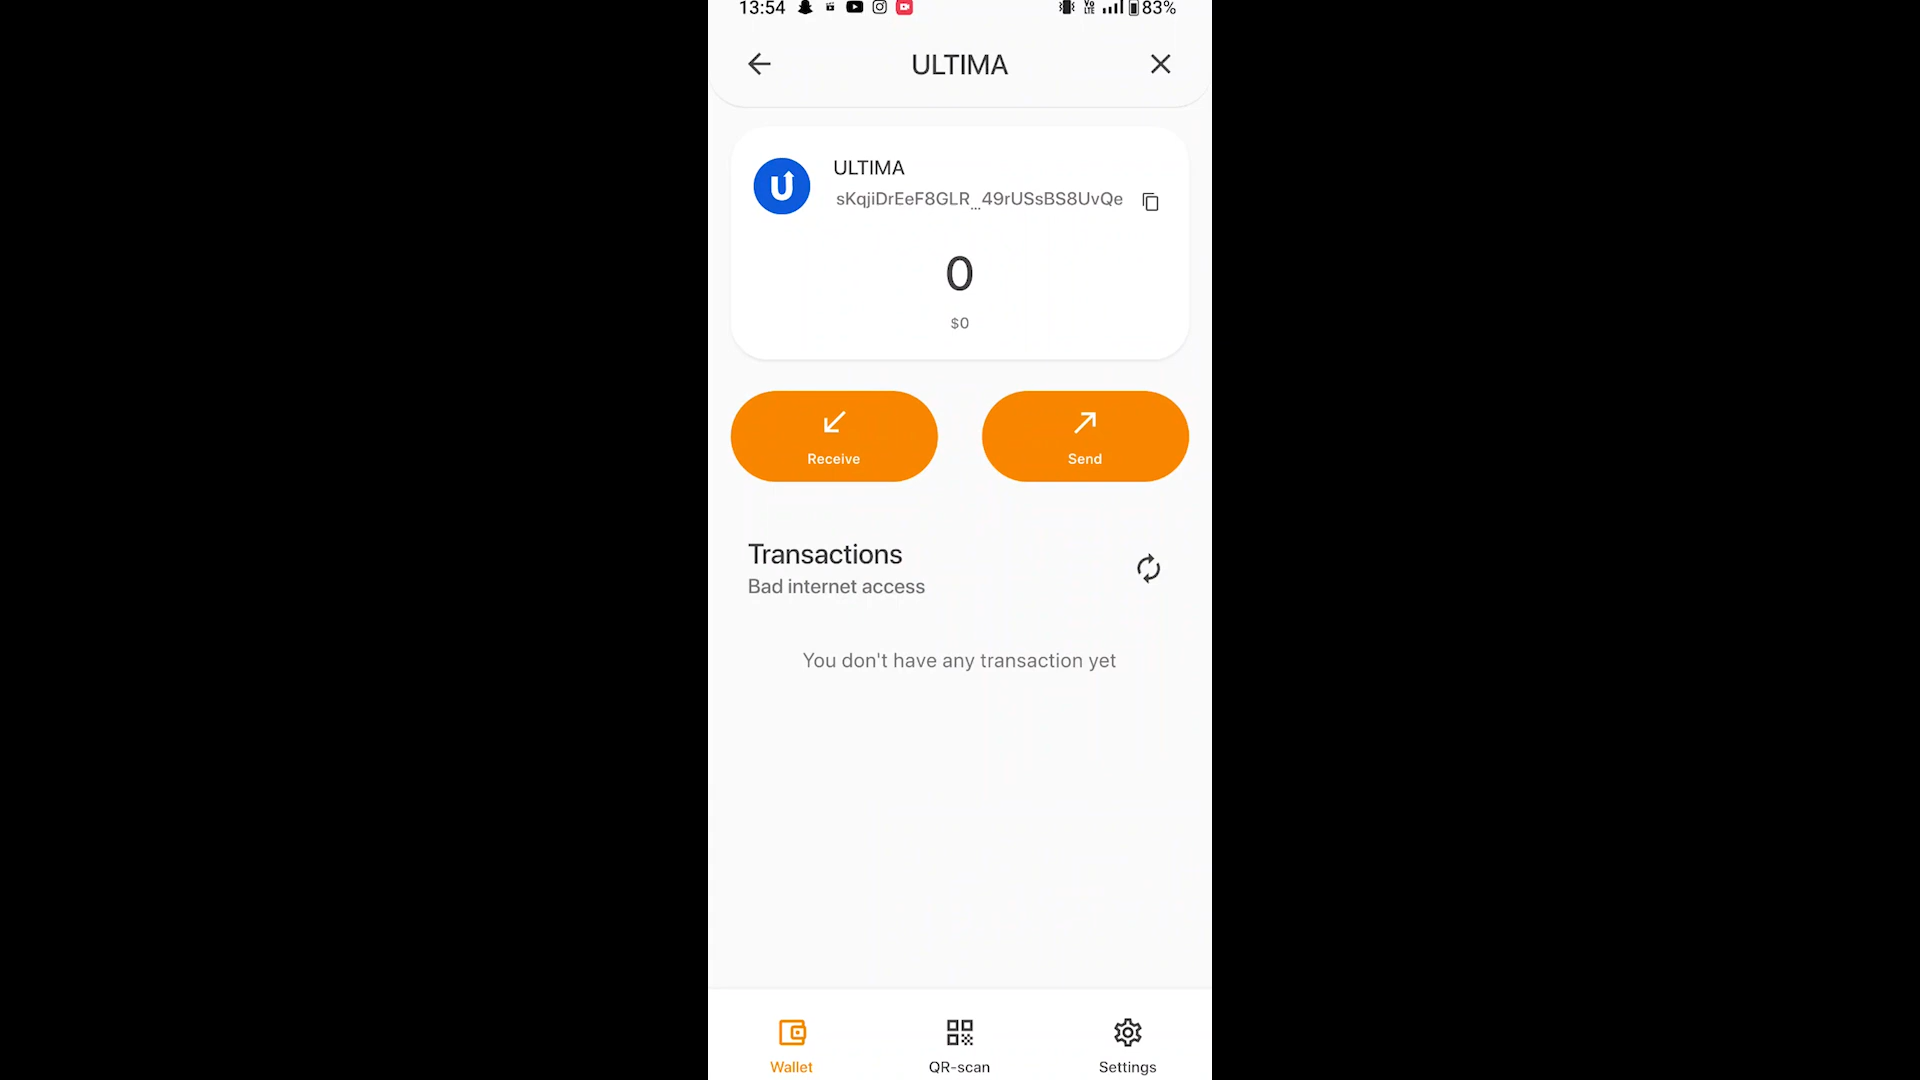 13:54 83%
ULTIMA
ULTIMA
sKqjiDrEeF8GLR...49rUSsBS8UvQe
0
$0
Receive Send
Transactions
Bad internet access
You don't have any transaction yet
Wallet QR-scan Settings